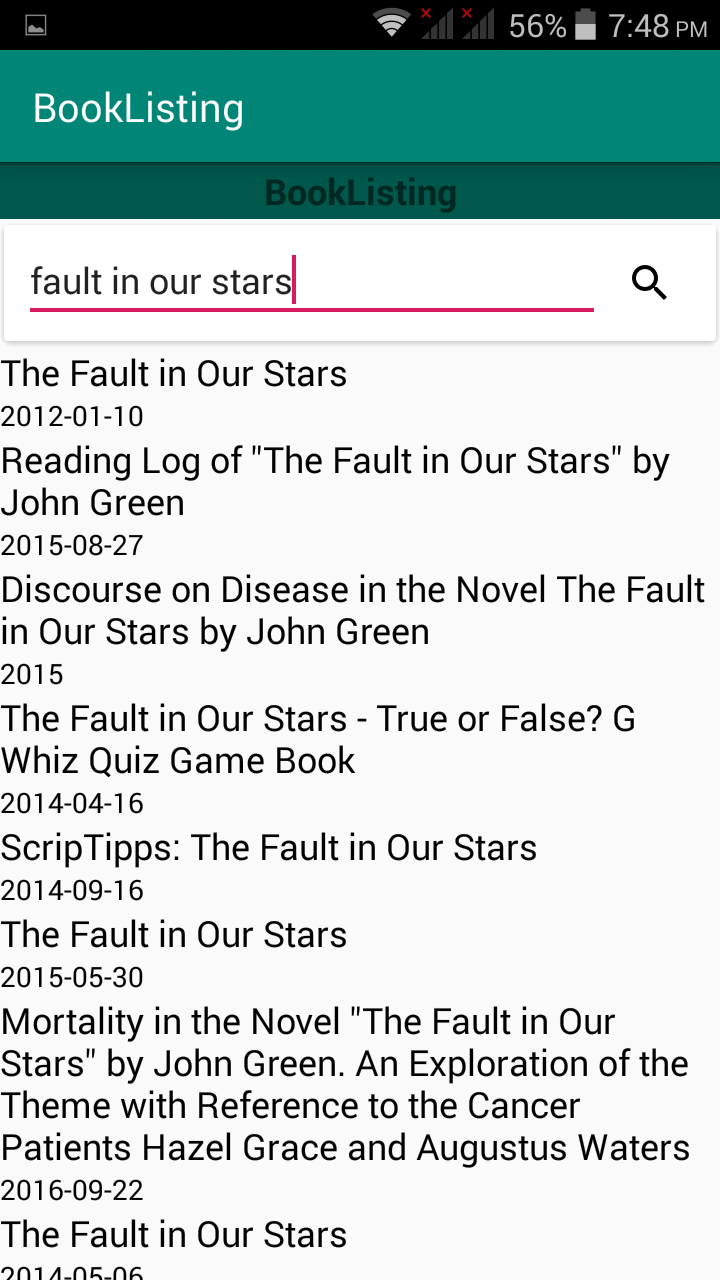 56% 7:48 PM
BookListing
BookListing
fault in our stars
The Fault in Our Stars
2012-01-10
Reading Log of "The Fault in Our Stars" by
John Green
2015-08-27
Discourse on Disease in the Novel The Fault
in Our Stars by John Green
2015
The Fault in Our Stars - True or False? G
Whiz Quiz Game Book
2014-04-16
ScripTipps: The Fault in Our Stars
2014-09-16
The Fault in Our Stars
2015-05-30
Mortality in the Novel "The Fault in Our
Stars" by John Green. An Exploration of the
Theme with Reference to the Cancer
Patients Hazel Grace and Augustus Waters
2016-09-22
The Fault in Our Stars
2014-05-06